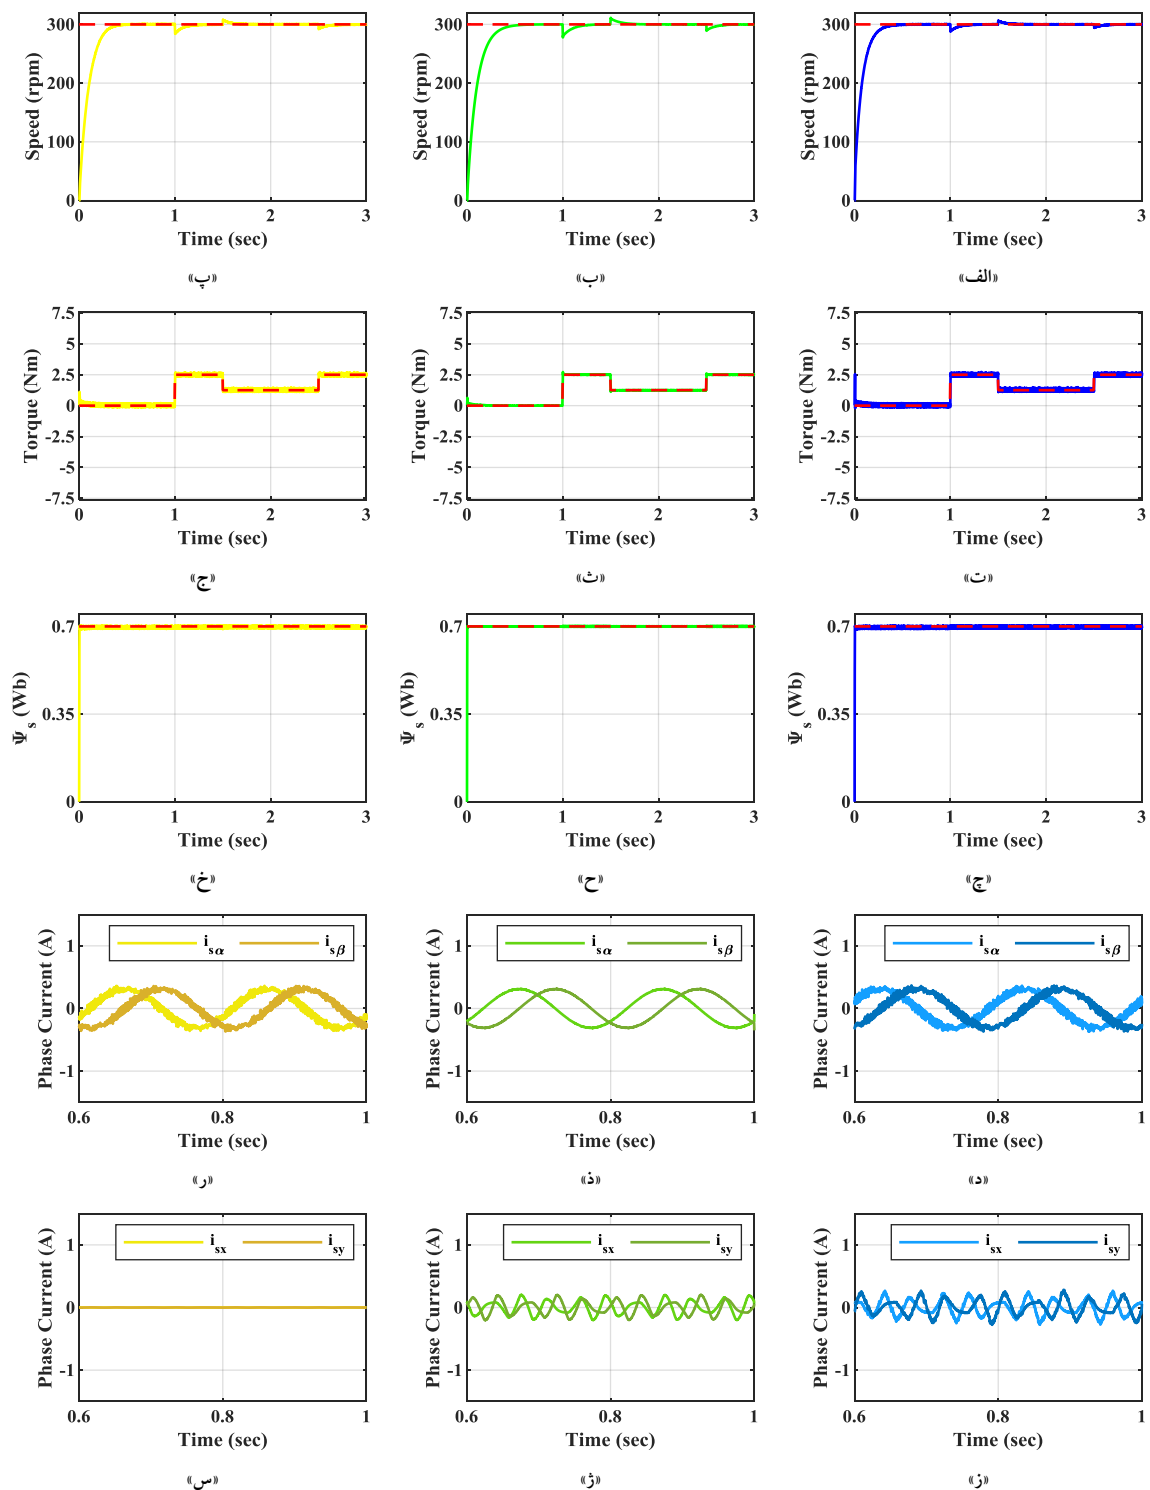 300
200
100
0
0 1 2 3
Speed (rpm)
Time (sec)
«پ»
300
200
100
0
0 1 2 3
Speed (rpm)
Time (sec)
«ب»
300
200
100
0
0 1 2 3
Speed (rpm)
Time (sec)
«الف»
7.5
5
2.5
0
-2.5
-5
-7.5
0 1 2 3
Torque (Nm)
Time (sec)
«ج»
7.5
5
2.5
0
-2.5
-5
-7.5
0 1 2 3
Torque (Nm)
Time (sec)
«ث»
7.5
5
2.5
0
-2.5
-5
-7.5
0 1 2 3
Torque (Nm)
Time (sec)
«ت»
0.7
0.35
0
0 1 2 3
Ψs (Wb)
Time (sec)
«خ»
0.7
0.35
0
0 1 2 3
Ψs (Wb)
Time (sec)
«ح»
0.7
0.35
0
0 1 2 3
Ψs (Wb)
Time (sec)
«چ»
isα isβ
1
0
-1
0.6 0.8 1
Phase Current (A)
Time (sec)
«ر»
isα isβ
1
0
-1
0.6 0.8 1
Phase Current (A)
Time (sec)
«ذ»
isα isβ
1
0
-1
0.6 0.8 1
Phase Current (A)
Time (sec)
«د»
isx isy
1
0
-1
0.6 0.8 1
Phase Current (A)
Time (sec)
«س»
isx isy
1
0
-1
0.6 0.8 1
Phase Current (A)
Time (sec)
«ژ»
isx isy
1
0
-1
0.6 0.8 1
Phase Current (A)
Time (sec)
«ز»